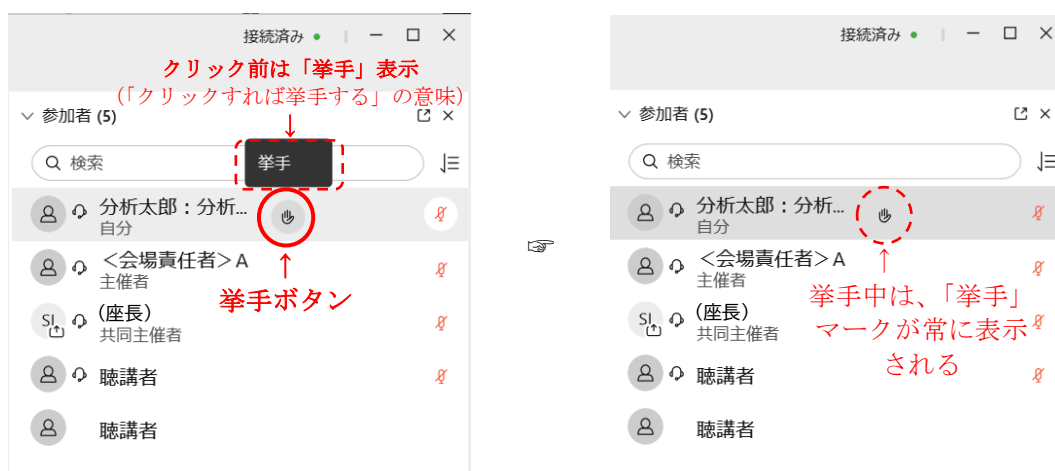 接続済み
クリック前は「挙手」表示
(「クリックすれば挙手する」の意味)
参加者 (5)
検索
挙手
分析太郎：分析...
自分
＜会場責任者＞A
主催者
挙手ボタン
SI
(座長)
共同主催者
聴講者
聴講者
☞
接続済み
参加者 (5)
検索
分析太郎：分析...
自分
＜会場責任者＞A
主催者
挙手中は、「挙手」
マークが常に表示
される
SI
(座長)
共同主催者
聴講者
聴講者